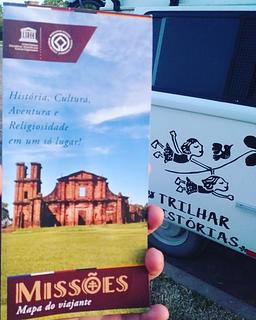 História, Cultura,
Aventura e
Religiosidade
em um só lugar!
MISSÕES
Mapa do viajante
TRILHAR
HISTÓRIAS